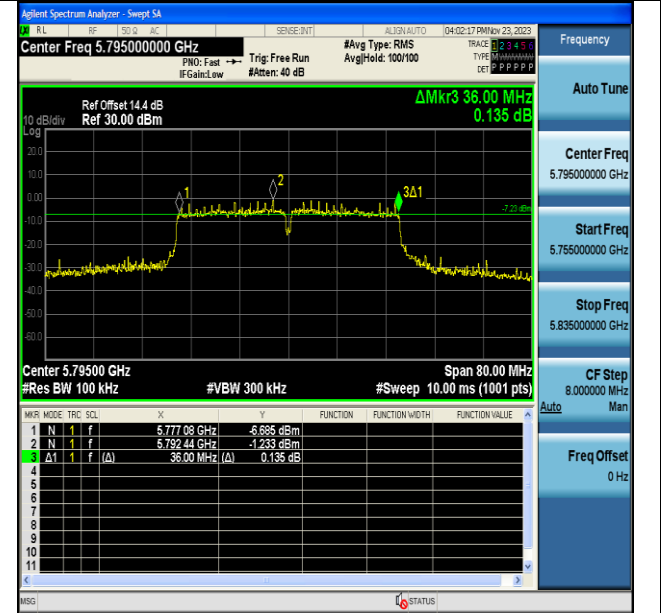 Agilent Spectrum Analyzer - Swept SA
RL RF 50 Ω AC SENSE:INT ALIGN AUTO 04:02:17 PM Nov 23, 2023
Center Freq 5.795000000 GHz
PNO: Fast
IFGain:Low
Trig: Free Run
#Atten: 40 dB
#Avg Type: RMS
Avg|Hold: 100/100
TRACE 1 2 3 4 5 6
TYPE M
DET P P P P P P
Frequency
ΔMkr3 36.00 MHz
0.135 dB
Ref Offset 14.4 dB
10 dB/div Ref 30.00 dBm
Log
20.0
10.0
0.00
-10.0
-20.0
-30.0
-40.0
-50.0
-60.0
1
2
3Δ1
-7.23 dBm
Center 5.79500 GHz Span 80.00 MHz
#Res BW 100 kHz #VBW 300 kHz #Sweep 10.00 ms (1001 pts)
MKR MODE TRC SCL X Y FUNCTION FUNCTION WIDTH FUNCTION VALUE
1 N 1 f 5.777 08 GHz -6.685 dBm
2 N 1 f 5.792 44 GHz -1.233 dBm
3 Δ1 1 f (Δ) 36.00 MHz (Δ) 0.135 dB
4
5
6
7
8
9
10
11
MSG STATUS
Auto Tune
Center Freq
5.795000000 GHz
Start Freq
5.755000000 GHz
Stop Freq
5.835000000 GHz
CF Step
8.000000 MHz
Auto Man
Freq Offset
0 Hz